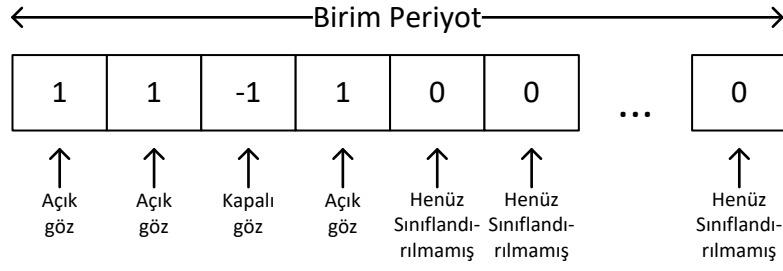 Birim Periyot
1 1 -1 1 0 0 ... 0
Açık
göz
Açık
göz
Kapalı
göz
Açık
göz
Henüz
Sınıflandı-
rılmamış
Henüz
Sınıflandı-
rılmamış
Henüz
Sınıflandı-
rılmamış